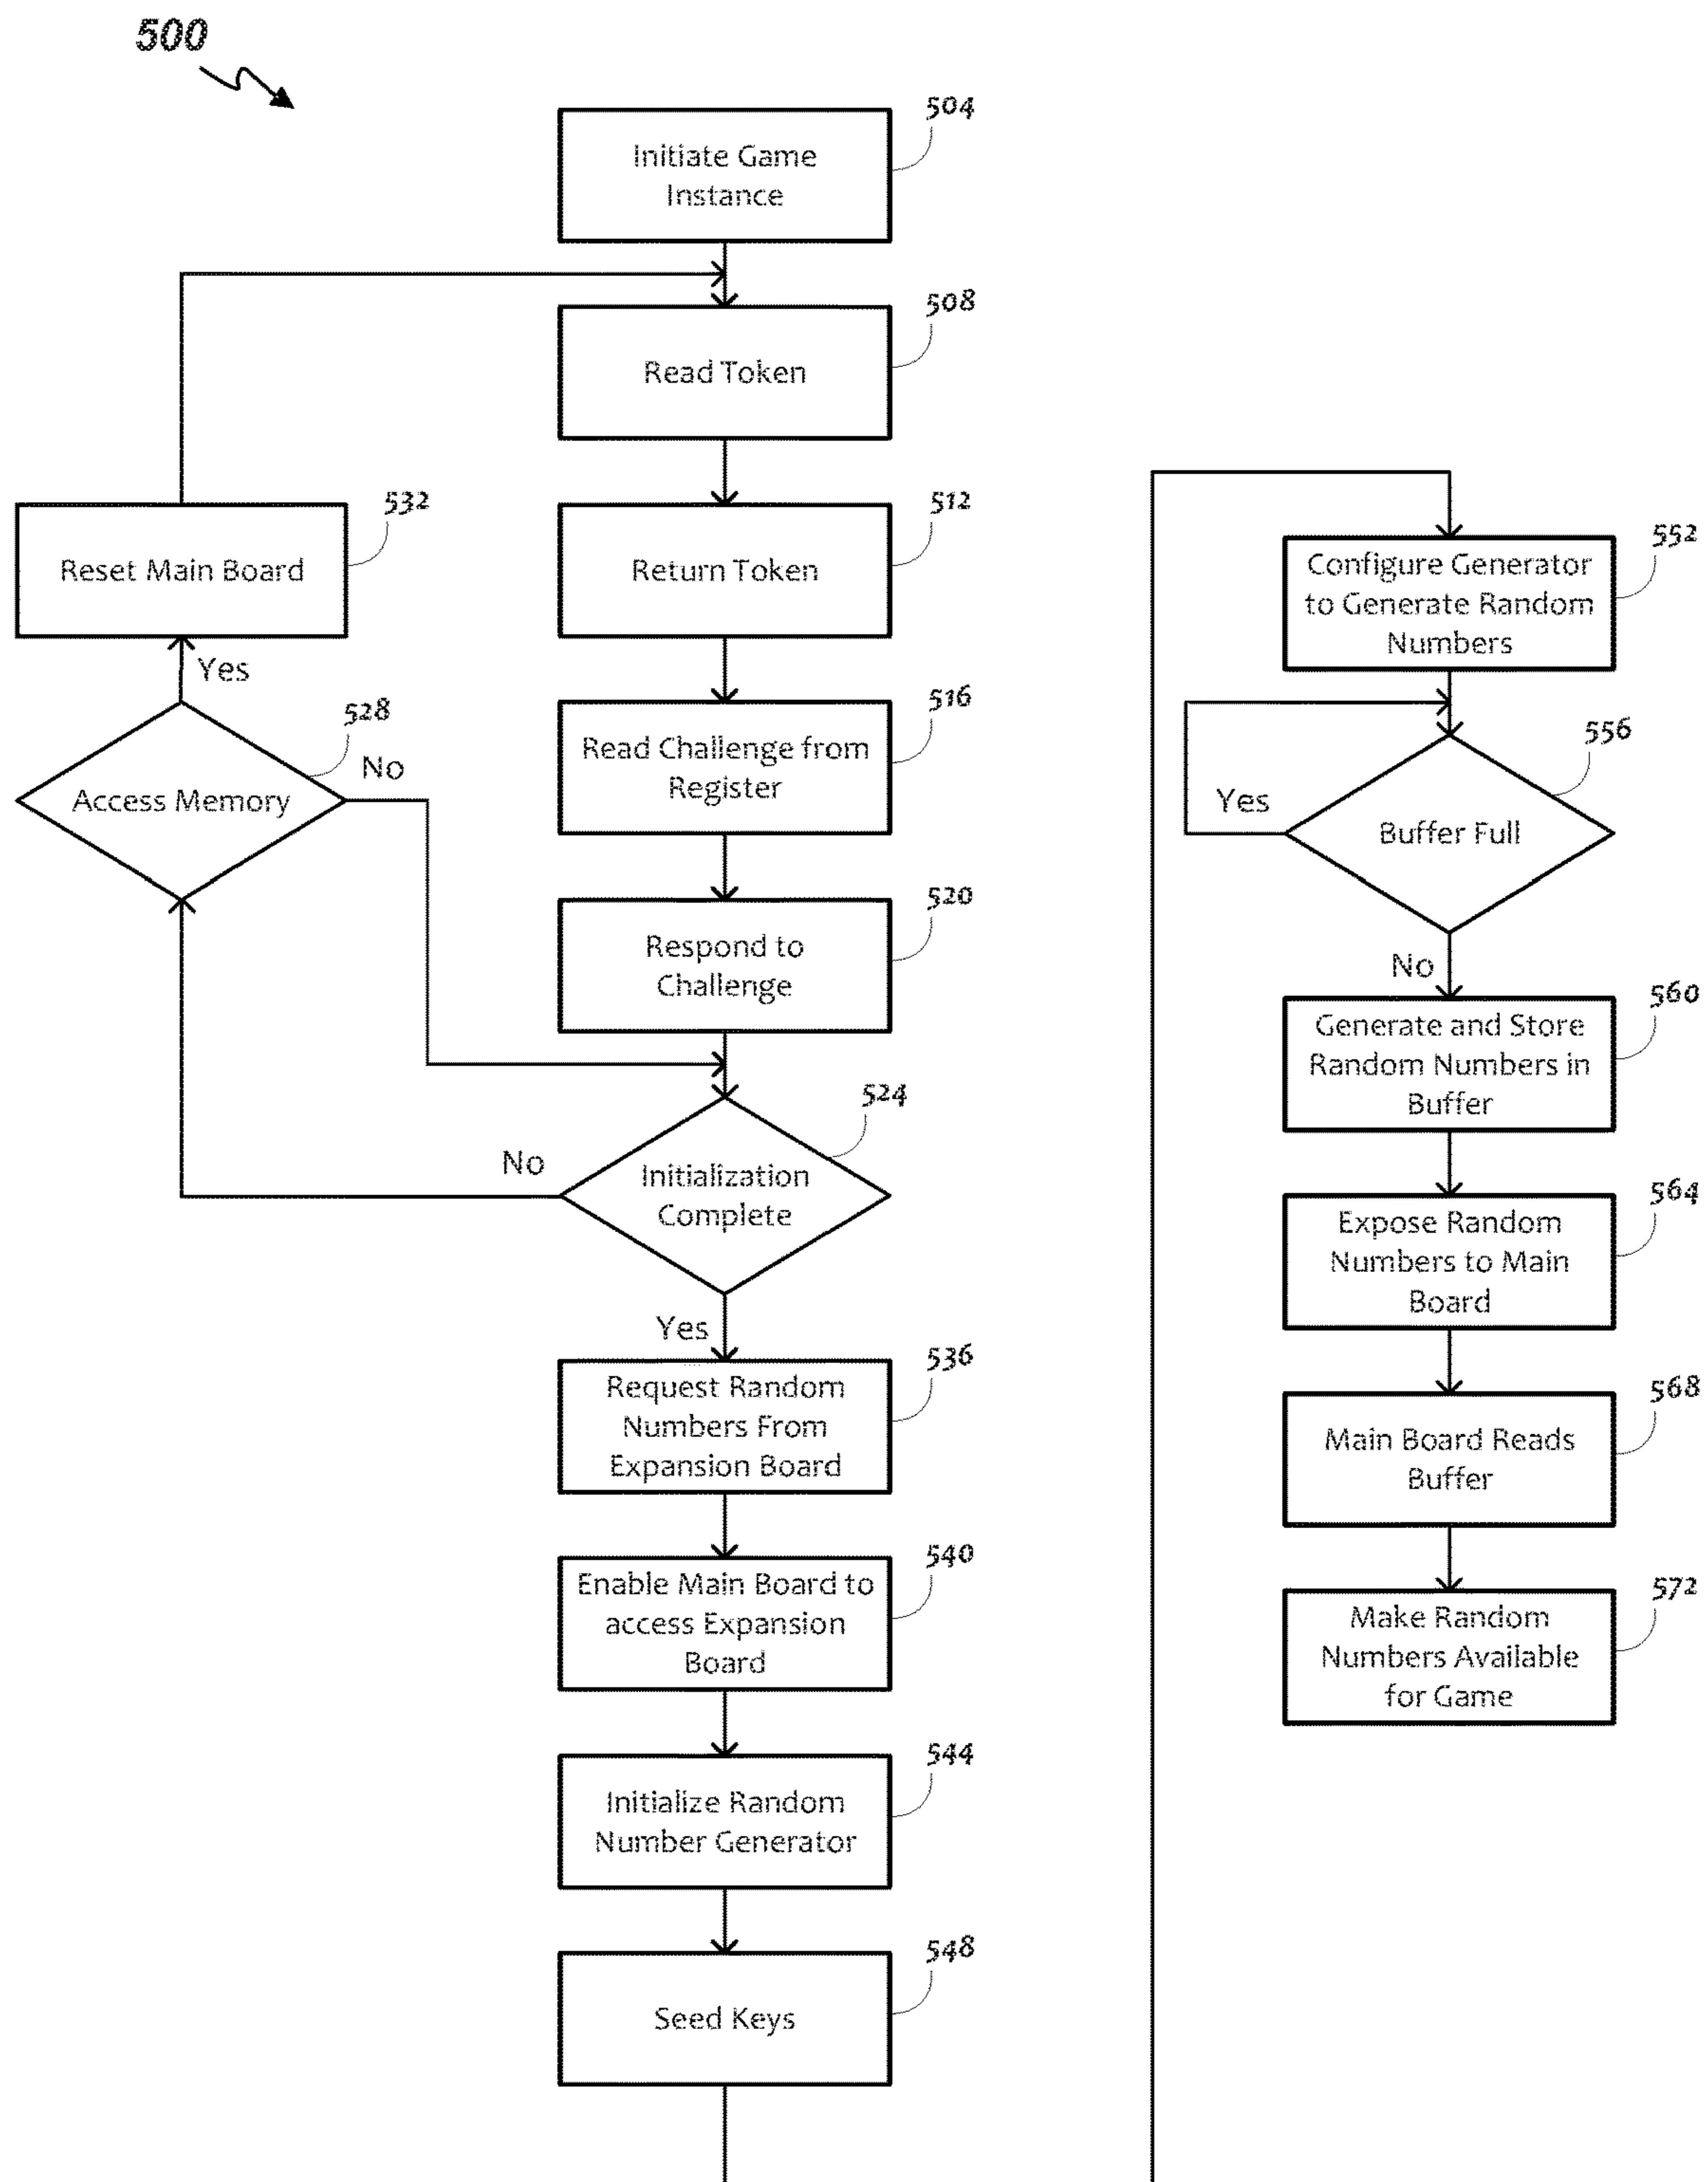 500
504
Initiate Game
Instance
508
Read Token
532
Reset Main Board
512
Return Token
Yes
528
No
Access Memory
516
Read Challenge from
Register
520
Respond to
Challenge
524
No
Initialization
Complete
Yes
536
Request Random
Numbers From
Expansion Board
540
Enable Main Board to
access Expansion
Board
544
Initialize Random
Number Generator
548
Seed Keys
552
Configure Generator
to Generate Random
Numbers
556
Yes
Buffer Full
No
560
Generate and Store
Random Numbers in
Buffer
564
Expose Random
Numbers to Main
Board
568
Main Board Reads
Buffer
572
Make Random
Numbers Available
for Game